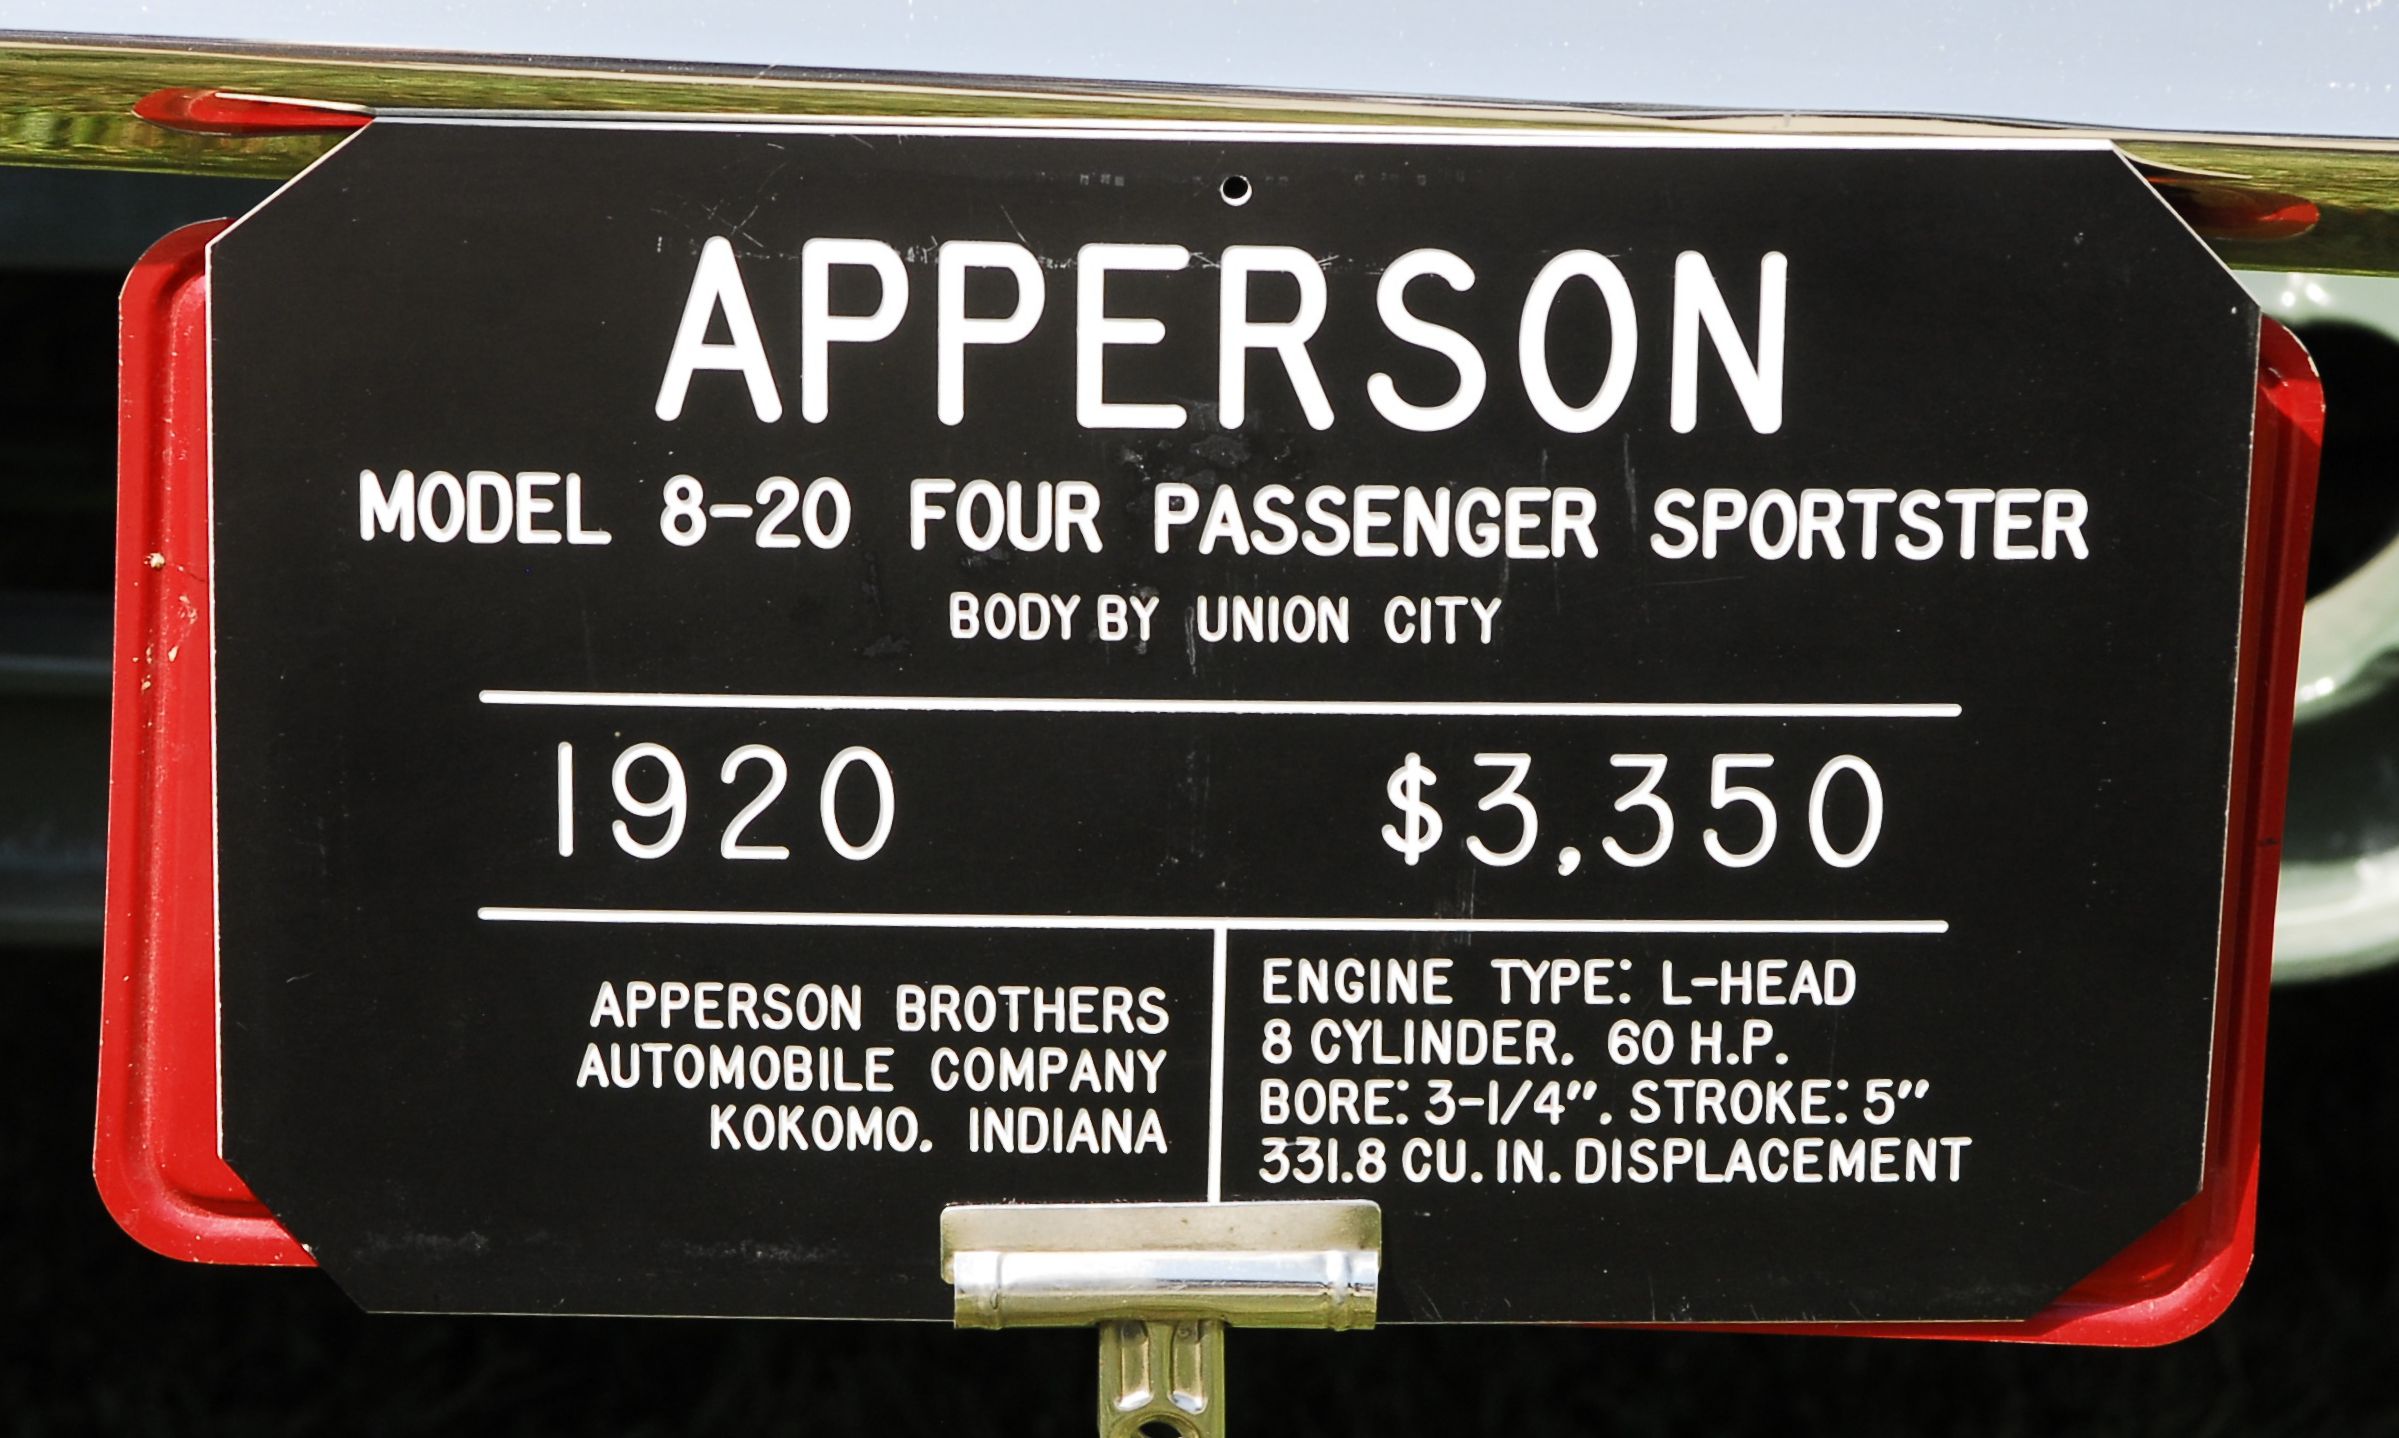 APPERSON
MODEL 8-20 FOUR PASSENGER SPORTSTER
BODY BY UNION CITY
1920 $3,350
APPERSON BROTHERS
AUTOMOBILE COMPANY
KOKOMO, INDIANA
ENGINE TYPE: L-HEAD
8 CYLINDER, 60 H.P.
BORE: 3-1/4", STROKE: 5"
331.8 CU. IN. DISPLACEMENT